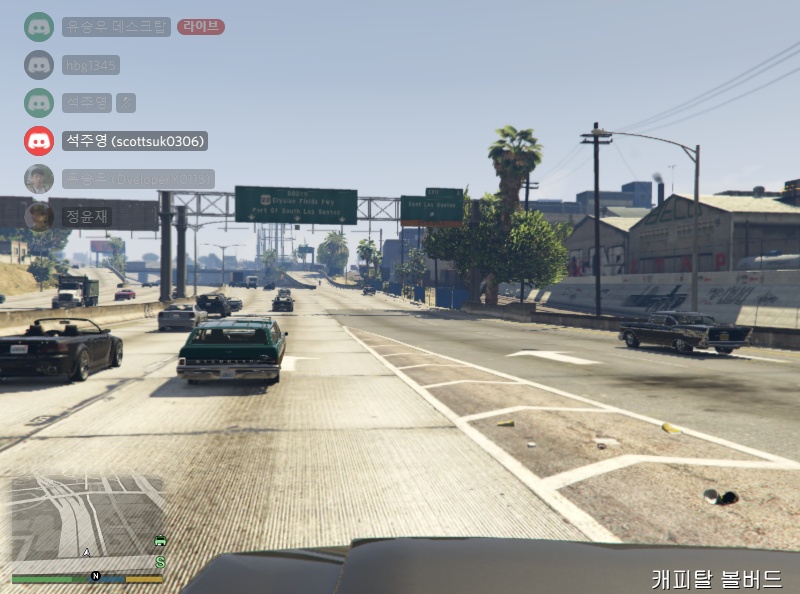 유승우 데스크탑 라이브
hbg1345
석주영
석주영 (scottsuk0306)
정윤재
SOUTH
Elysian Fields Fwy
Port Of South Los Santos
East Los Santos
N
S
캐피탈 볼버드